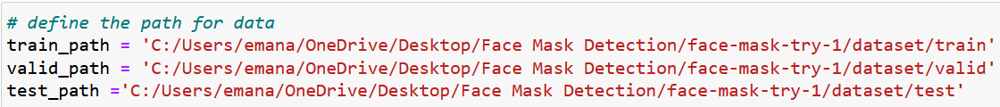 # define the path for data
train_path = 'C:/Users/emana/OneDrive/Desktop/Face Mask Detection/face-mask-try-1/dataset/train'
valid_path = 'C:/Users/emana/OneDrive/Desktop/Face Mask Detection/face-mask-try-1/dataset/valid'
test_path ='C:/Users/emana/OneDrive/Desktop/Face Mask Detection/face-mask-try-1/dataset/test'